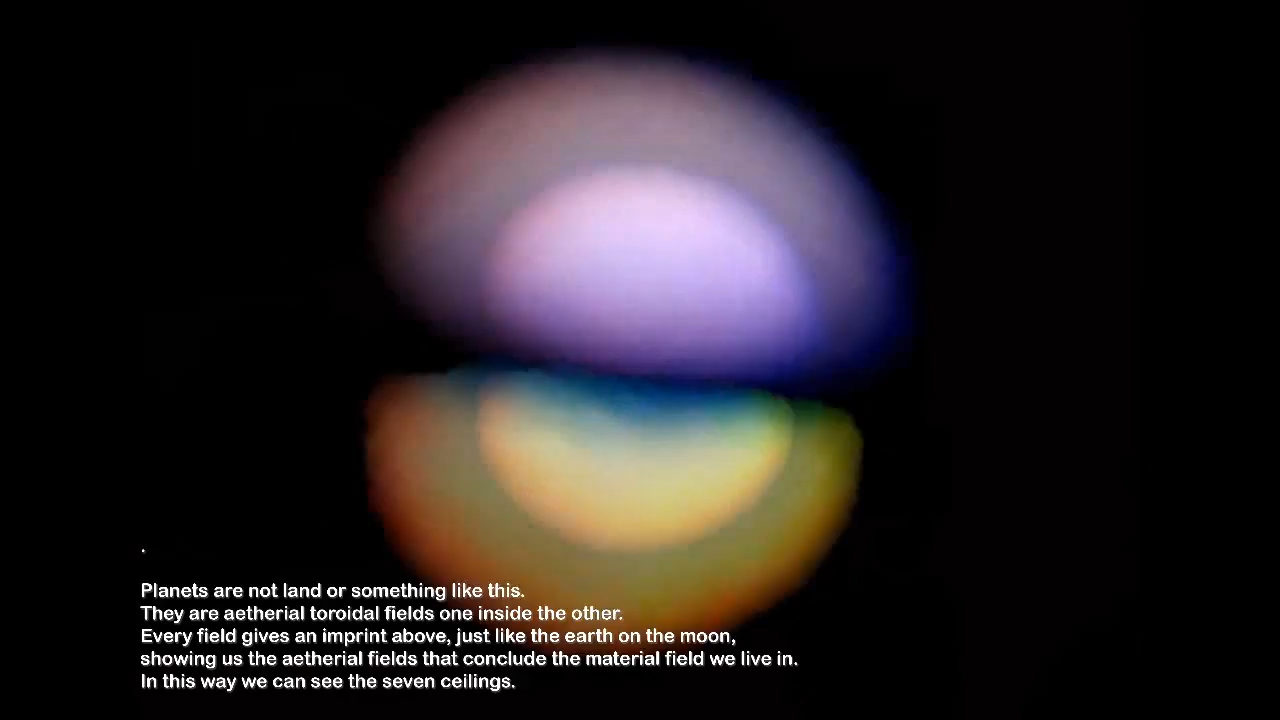 .
Planets are not land or something like this.
They are aetherial toroidal fields one inside the other.
Every field gives an imprint above, just like the earth on the moon,
showing us the aetherial fields that conclude the material field we live in.
In this way we can see the seven ceilings.